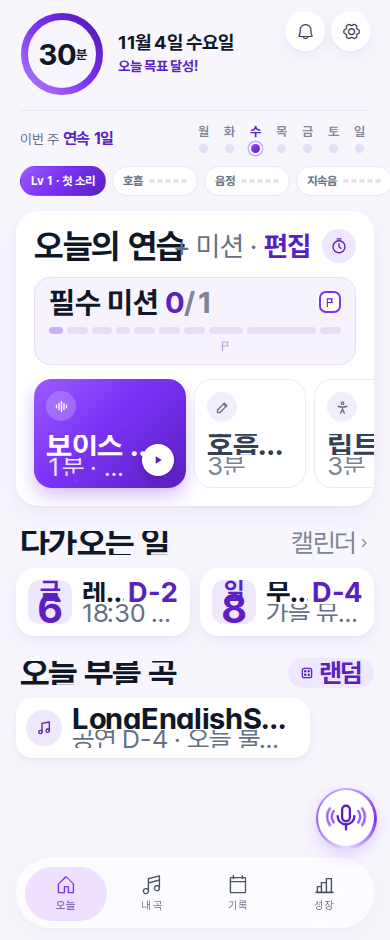 30분
11월 4일 수요일
오늘 목표 달성!
이번 주 연속 1일
월 화 수 목 금 토 일
Lv 1 · 첫 소리 호흡 음정 지속음
오늘의 연습 + 미션 · 편집
필수 미션 0/1
보이스 ...
1분 · ...
호흡...
3분
립트
3분
다가오는 일 캘린더 ›
금
6
레.. D-2
18:30 ...
일
8
무.. D-4
가을 뮤...
오늘 부를 곡 랜덤
LongEnglishS...
공연 D-4 · 오늘 물...
오늘 내 곡 기록 성장